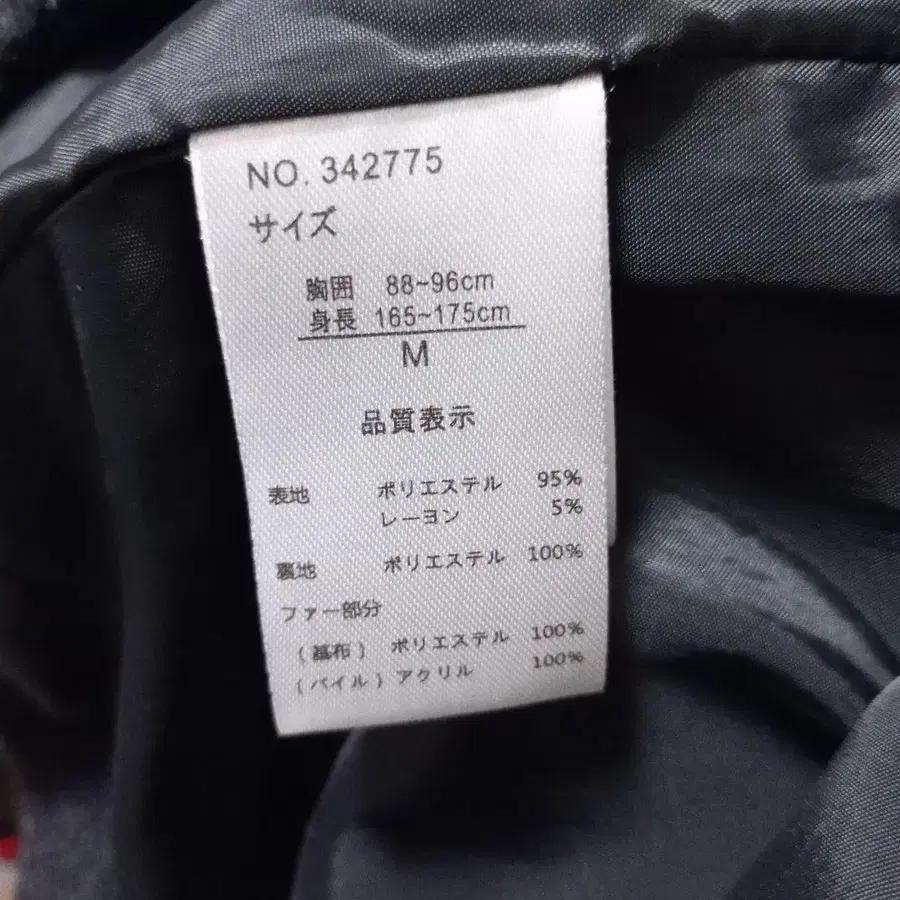 NO. 342775
サイズ
胸囲 88~96cm
身長 165~175cm
M
品質表示
表地 ポリエステル 95%
レーヨン 5%
裏地 ポリエステル 100%
ファー部分
(基布) ポリエステル 100%
(パイル) アクリル 100%